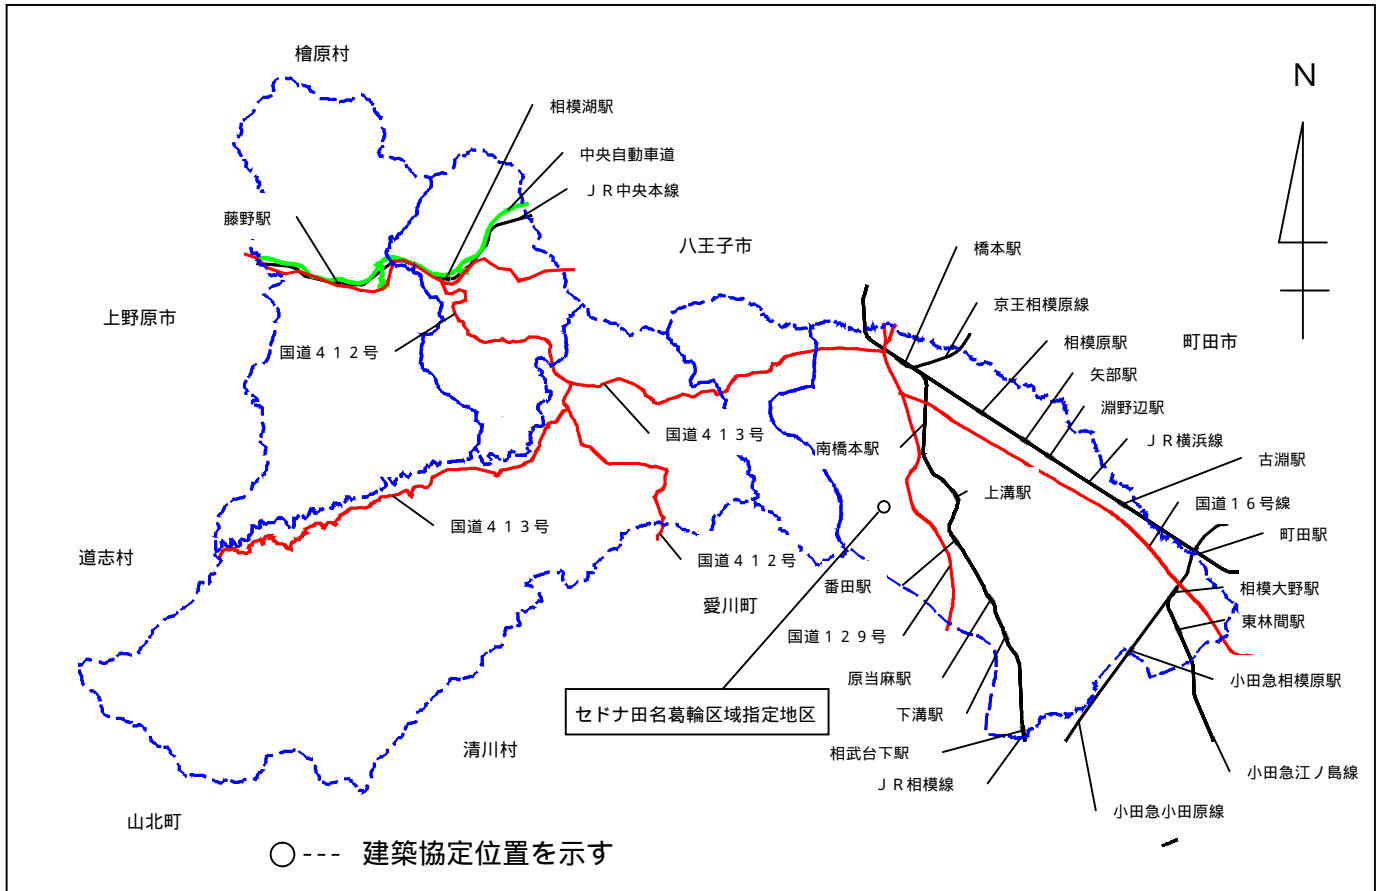 檜原村
N
相模湖駅
中央自動車道
ＪＲ中央本線
藤野駅
八王子市
橋本駅
京王相模原線
上野原市
相模原駅
町田市
国道４１２号
矢部駅
淵野辺駅
国道４１３号
南橋本駅
ＪＲ横浜線
古淵駅
上溝駅
国道１６号線
国道４１３号
町田駅
道志村
国道４１２号
番田駅
相模大野駅
愛川町
東林間駅
国道１２９号
原当麻駅
小田急相模原駅
セドナ田名葛輪区域指定地区
下溝駅
清川村
相武台下駅
小田急江ノ島線
ＪＲ相模線
小田急小田原線
山北町
○--- 建築協定位置を示す